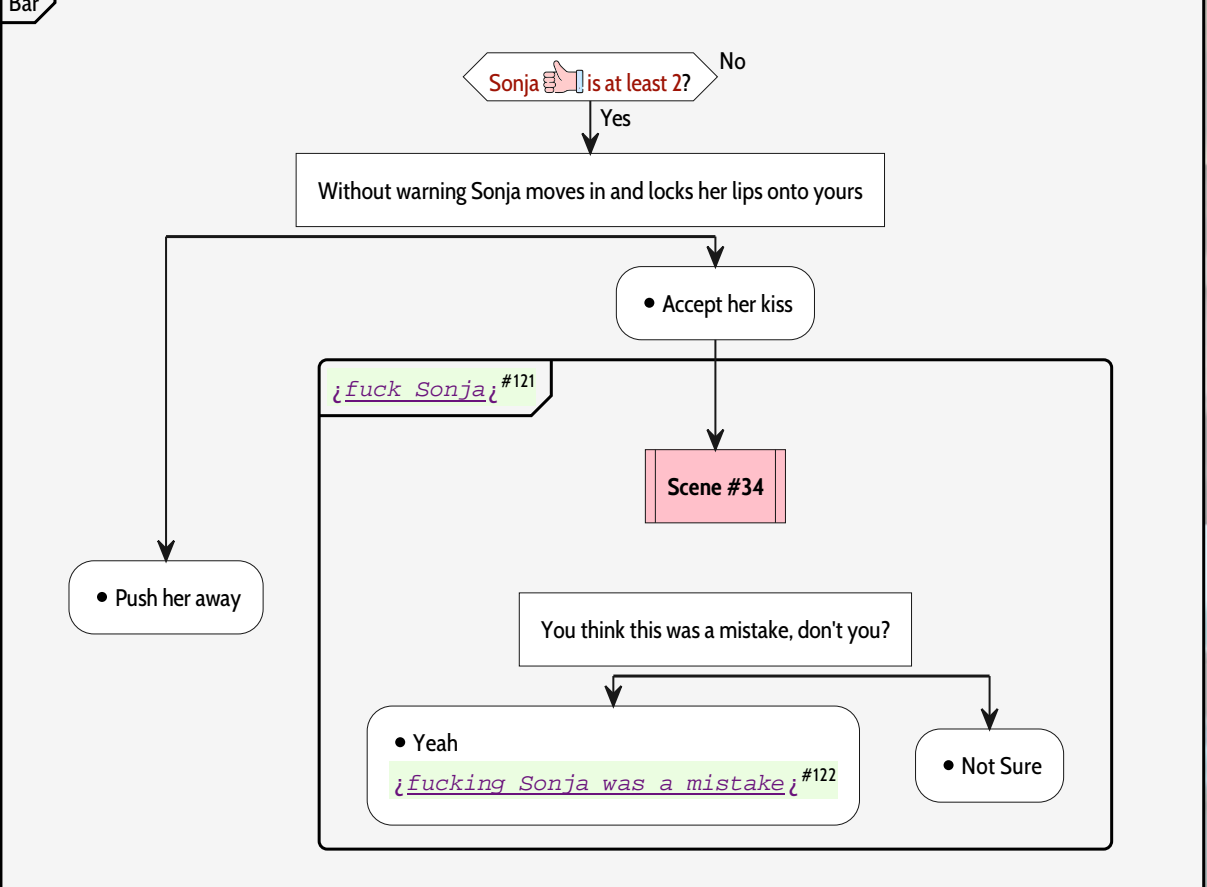 Bar
No
Sonja is at least 2?
Yes
Without warning Sonja moves in and locks her lips onto yours
• Accept her kiss
¿fuck Sonja¿#121
Scene #34
• Push her away
You think this was a mistake, don't you?
• Yeah
¿fucking Sonja was a mistake¿#122
• Not Sure